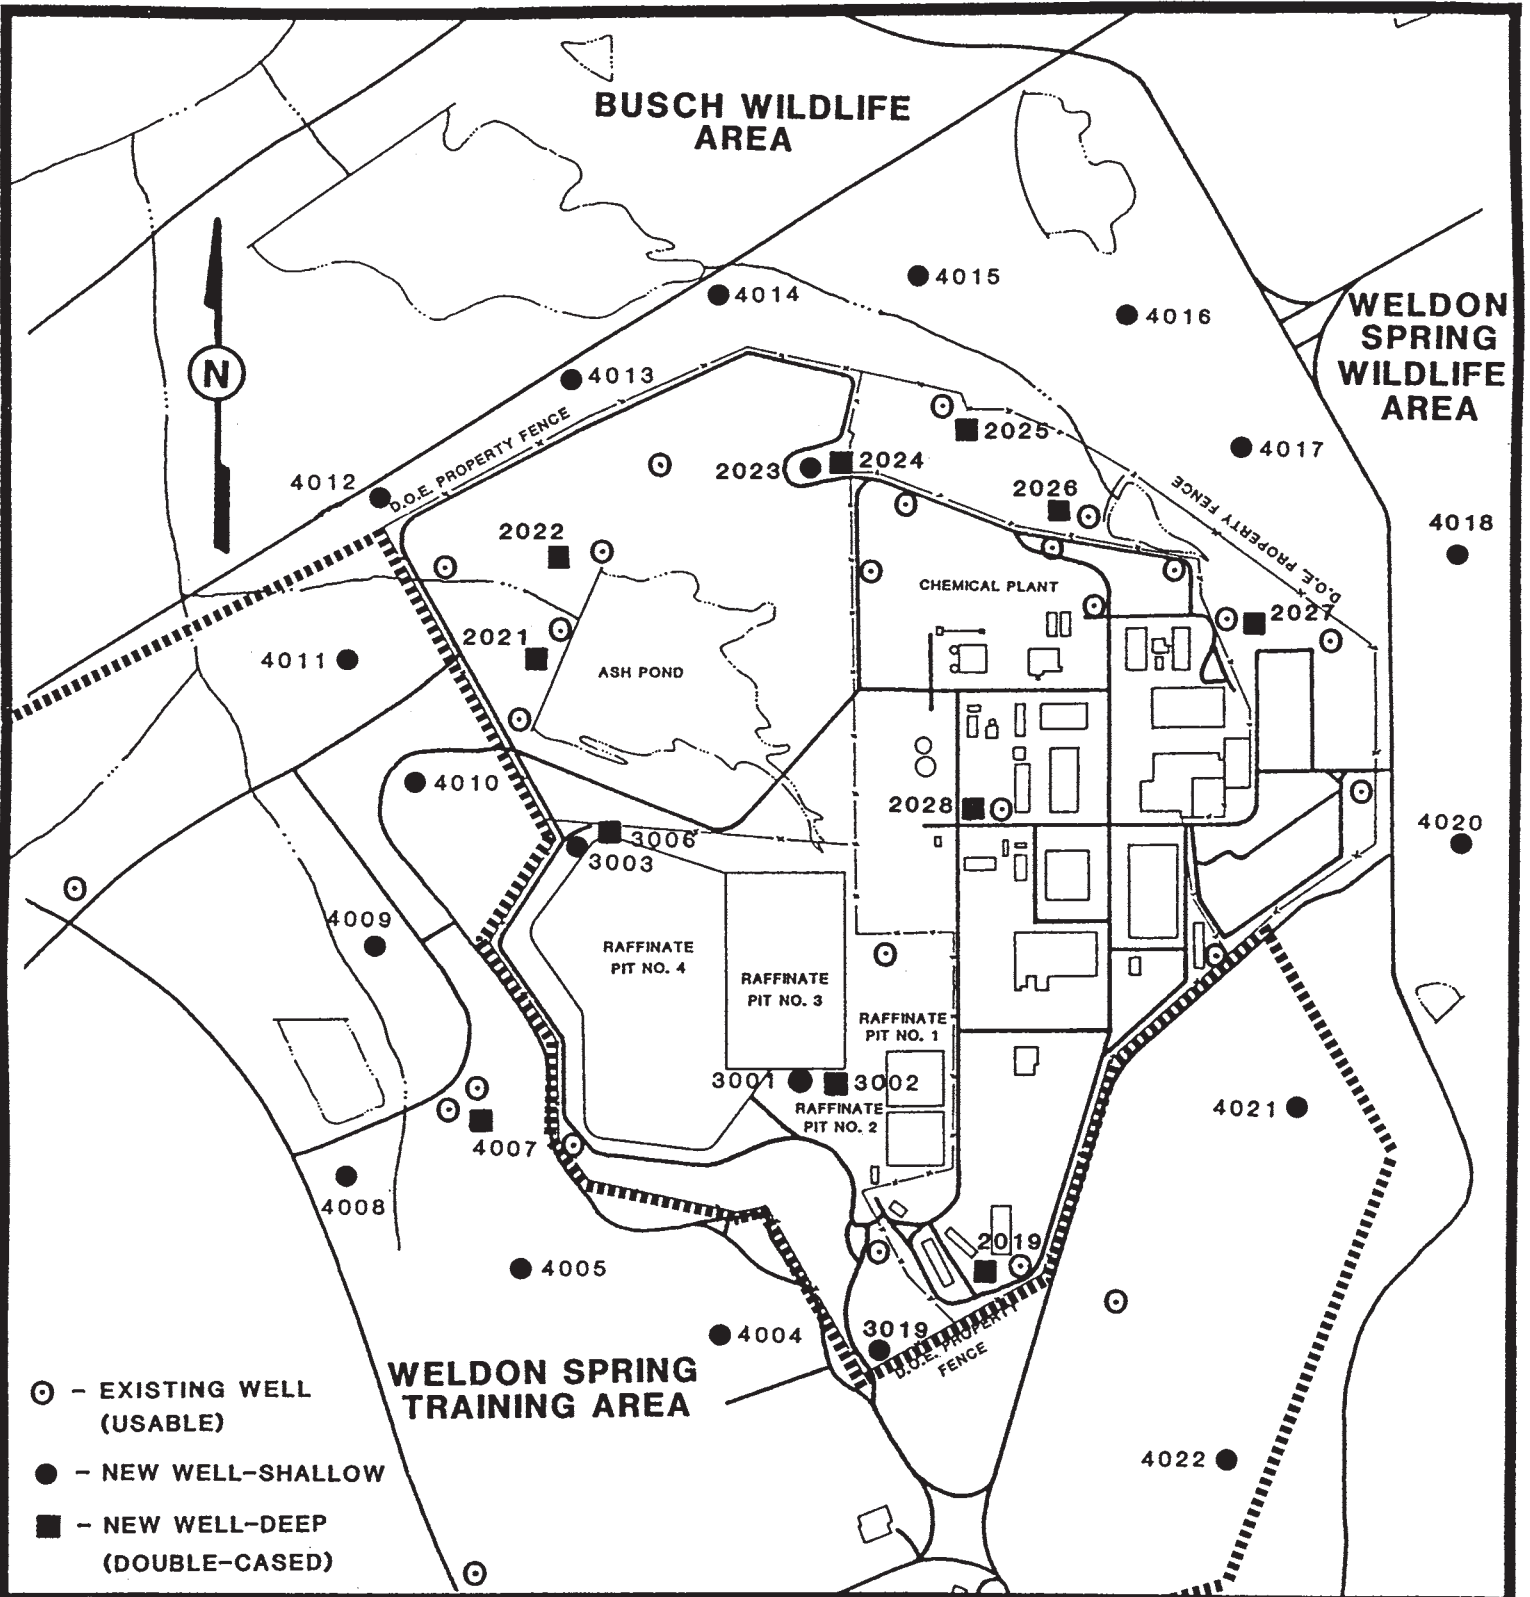 BUSCH WILDLIFE
AREA
4015
4014
4016
WELDON
SPRING
WILDLIFE
AREA
N
4013
D.O.E. PROPERTY FENCE
2025
4017
2023
2024
4012
2026
D.O.E. PROPERTY FENCE
4018
2022
CHEMICAL PLANT
2027
2021
4011
ASH POND
4010
2028
4020
3006
3003
4009
RAFFINATE
PIT NO. 4
RAFFINATE
PIT NO. 3
RAFFINATE
PIT NO. 1
3001
3002
RAFFINATE
PIT NO. 2
4021
4007
4008
2019
4005
4004
3019
D.O.E. PROPERTY
FENCE
WELDON SPRING
TRAINING AREA
4022
- EXISTING WELL
(USABLE)
- NEW WELL-SHALLOW
- NEW WELL-DEEP
(DOUBLE-CASED)